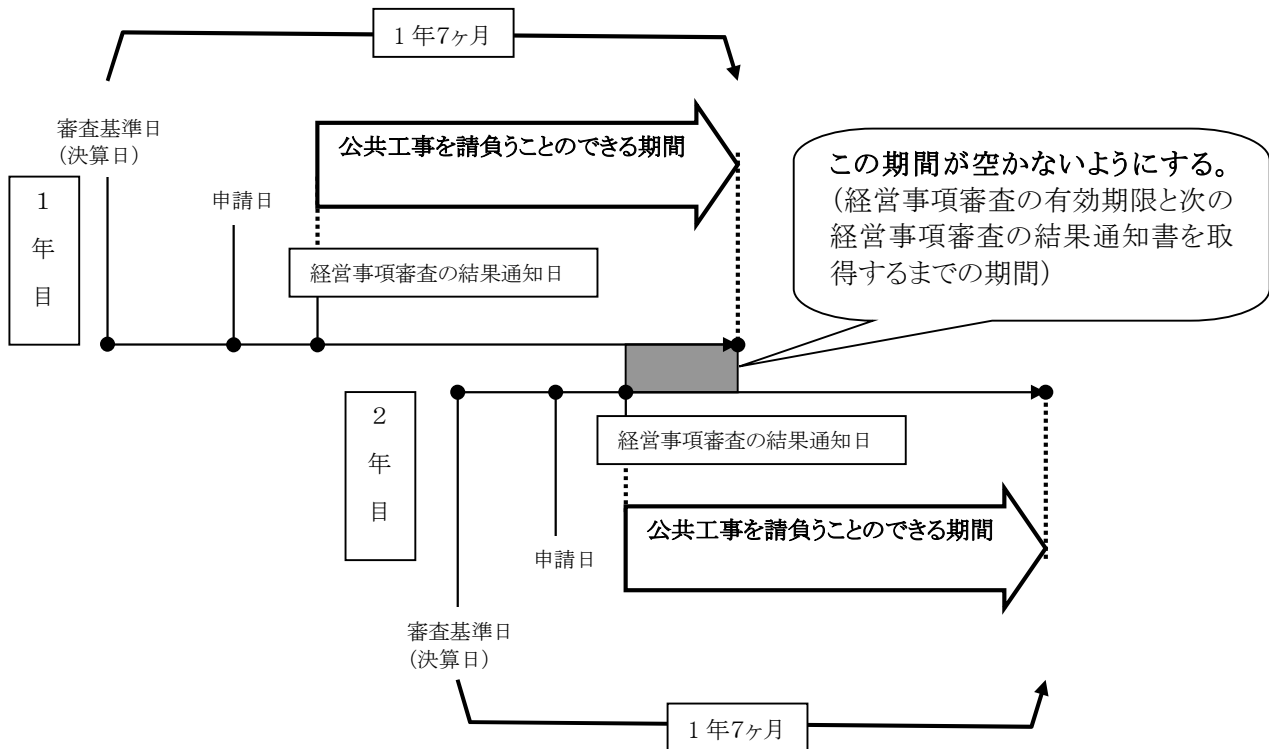 1年7ヶ月
審査基準日
(決算日)
公共工事を請負うことのできる期間
この期間が空かないようにする。
(経営事項審査の有効期限と次の
経営事項審査の結果通知書を取
得するまでの期間)
1
年
目
申請日
経営事項審査の結果通知日
2
年
目
経営事項審査の結果通知日
公共工事を請負うことのできる期間
申請日
審査基準日
(決算日)
1年7ヶ月